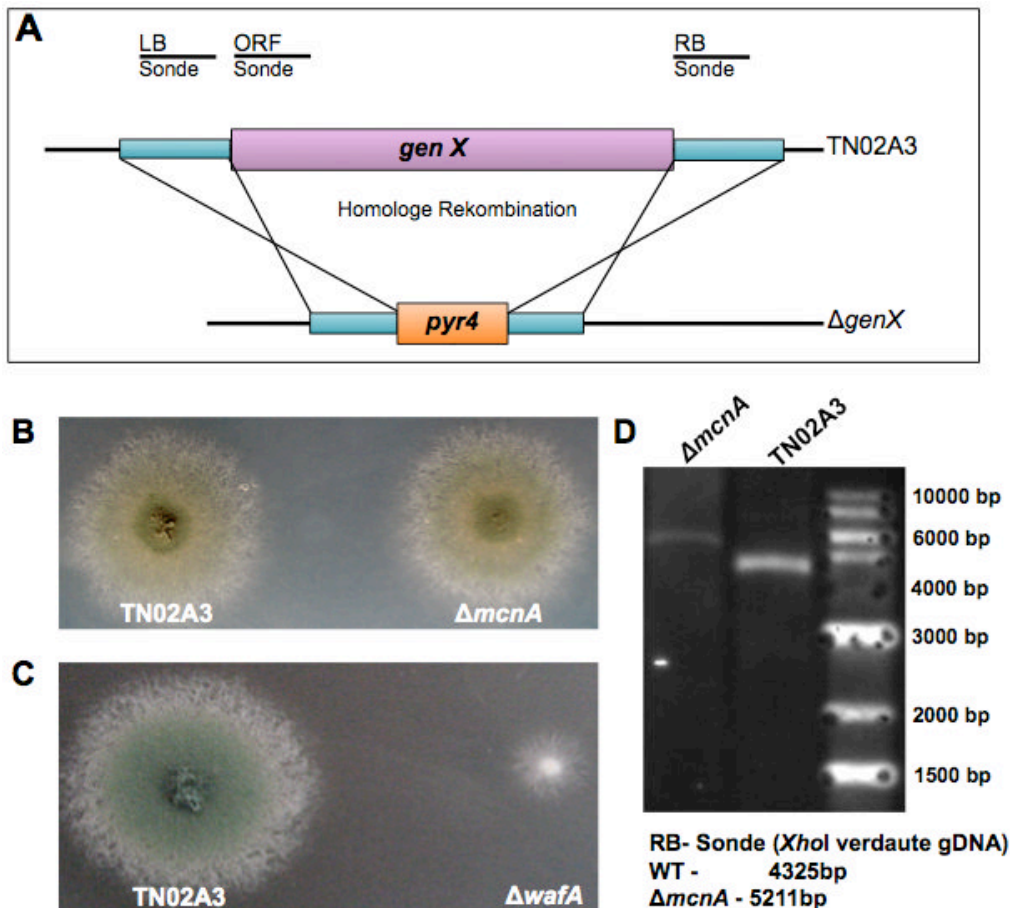 A
LB
Sonde
ORF
Sonde
RB
Sonde
gen X
TN02A3
Homologe Rekombination
pyr4
ΔgenX
B
TN02A3
ΔmcnA
C
TN02A3
ΔwafA
D
ΔmcnA
TN02A3
10000 bp
6000 bp
4000 bp
3000 bp
2000 bp
1500 bp
RB- Sonde (XhoI verdaute gDNA)
WT - 4325bp
ΔmcnA - 5211bp